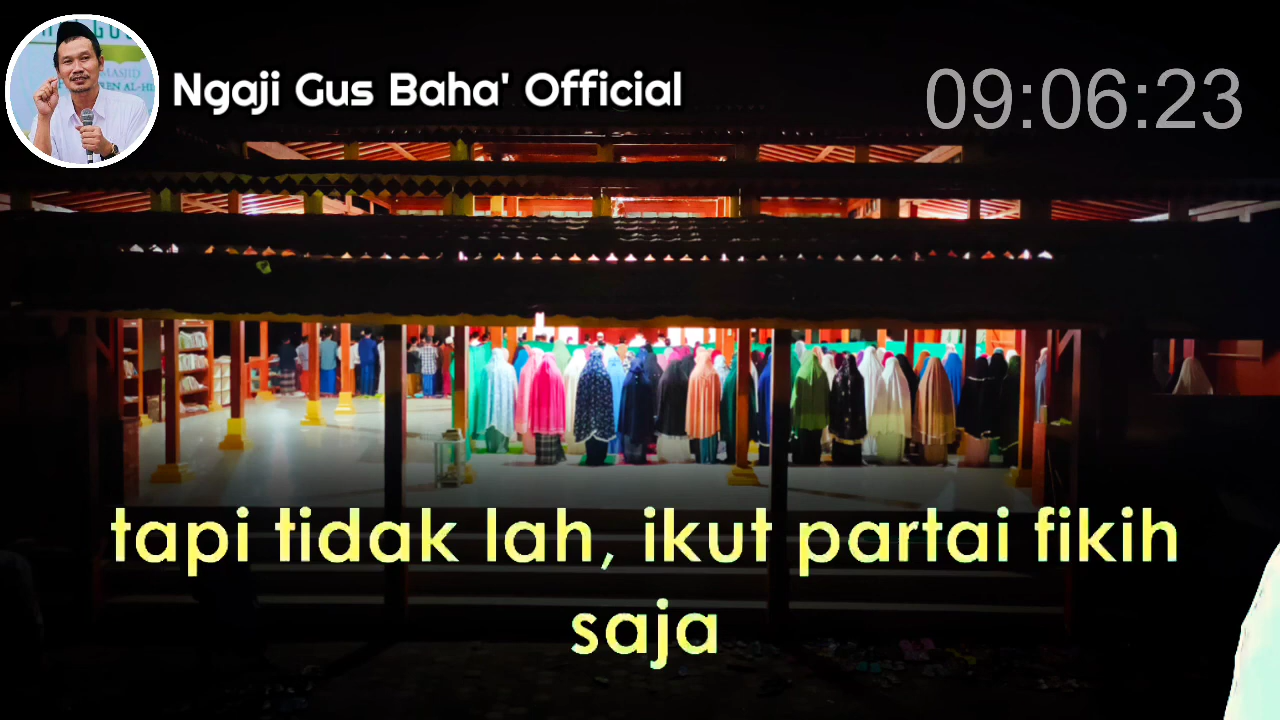 Ngaji Gus Baha' Official
09:06:23
tapi tidak lah, ikut partai fikih
saja